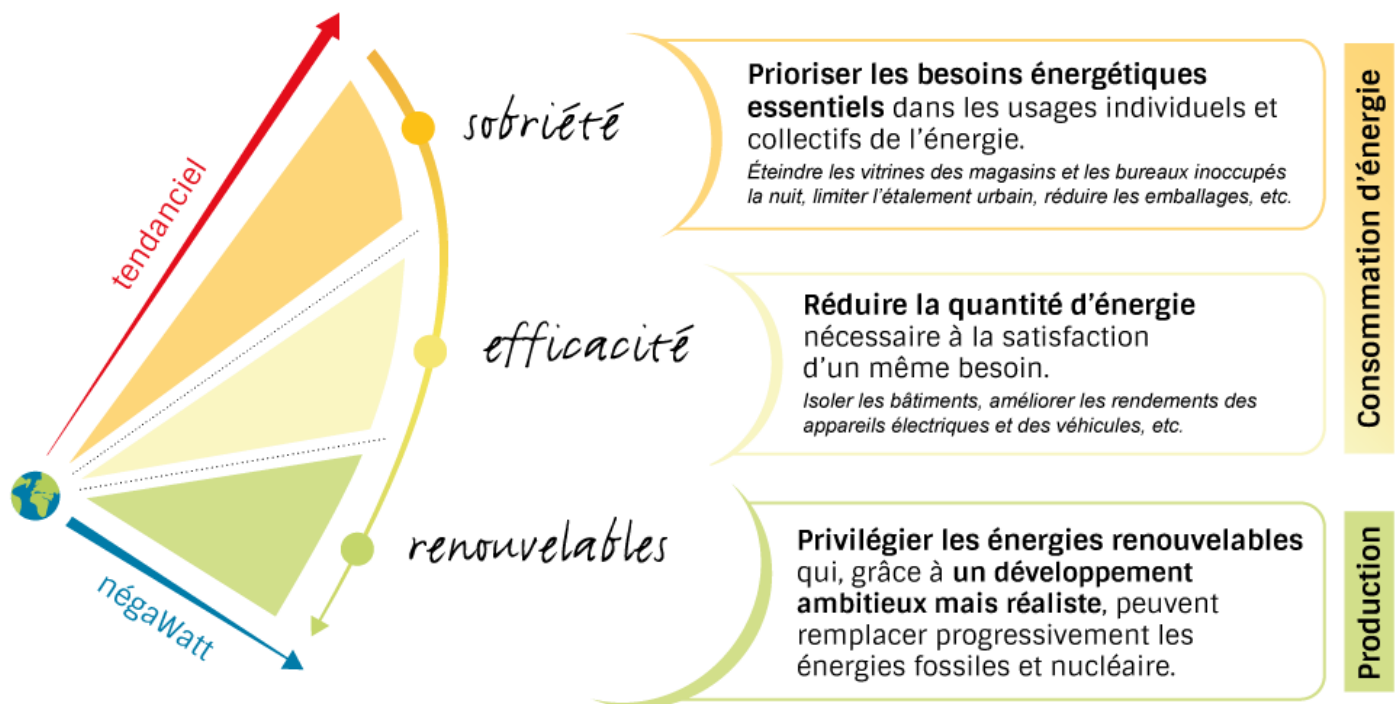 tendanciel
négaWatt
sobriété
Prioriser les besoins énergétiques
essentiels dans les usages individuels et
collectifs de l'énergie.
Éteindre les vitrines des magasins et les bureaux inoccupés
la nuit, limiter l'étalement urbain, réduire les emballages, etc.
efficacité
Réduire la quantité d'énergie
nécessaire à la satisfaction
d'un même besoin.
Isoler les bâtiments, améliorer les rendements des
appareils électriques et des véhicules, etc.
Consommation d'énergie
renouvelables
Privilégier les énergies renouvelables
qui, grâce à un développement
ambitieux mais réaliste, peuvent
remplacer progressivement les
énergies fossiles et nucléaire.
Production